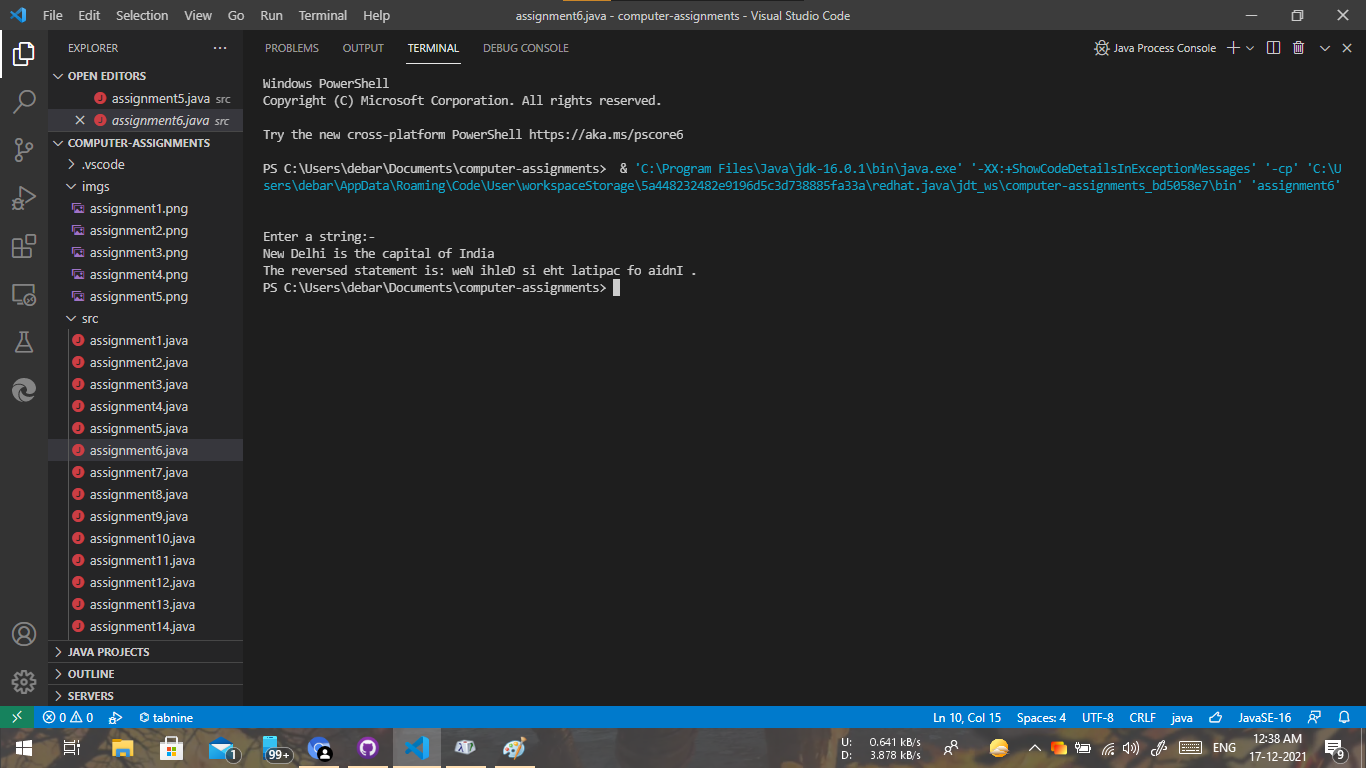 File Edit Selection View Go Run Terminal Help
assignment6.java - computer-assignments - Visual Studio Code
EXPLORER
OPEN EDITORS
assignment5.java src
assignment6.java src
COMPUTER-ASSIGNMENTS
.vscode
imgs
assignment1.png
assignment2.png
assignment3.png
assignment4.png
assignment5.png
src
assignment1.java
assignment2.java
assignment3.java
assignment4.java
assignment5.java
assignment6.java
assignment7.java
assignment8.java
assignment9.java
assignment10.java
assignment11.java
assignment12.java
assignment13.java
assignment14.java
JAVA PROJECTS
OUTLINE
SERVERS
PROBLEMS OUTPUT TERMINAL DEBUG CONSOLE
Java Process Console
Windows PowerShell
Copyright (C) Microsoft Corporation. All rights reserved.
Try the new cross-platform PowerShell https://aka.ms/pscore6
PS C:\Users\debar\Documents\computer-assignments>  & 'C:\Program Files\Java\jdk-16.0.1\bin\java.exe' '-XX:+ShowCodeDetailsInExceptionMessages' '-cp' 'C:\U
sers\debar\AppData\Roaming\Code\User\workspaceStorage\5a448232482e9196d5c3d738885fa33a\redhat.java\jdt_ws\computer-assignments_bd5058e7\bin' 'assignment6'
Enter a string:-
New Delhi is the capital of India
The reversed statement is: weN ihleD si eht latipac fo aidnI .
PS C:\Users\debar\Documents\computer-assignments>
0 0 tabnine
Ln 10, Col 15 Spaces: 4 UTF-8 CRLF java JavaSE-16
1
99+
U: 0.641 kB/s
D: 3.878 kB/s
ENG
12:38 AM
17-12-2021
9